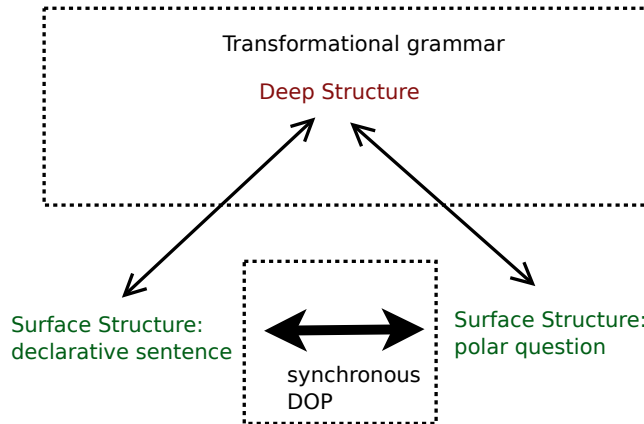 Transformational grammar
Deep Structure
Surface Structure:
declarative sentence
synchronous
DOP
Surface Structure:
polar question